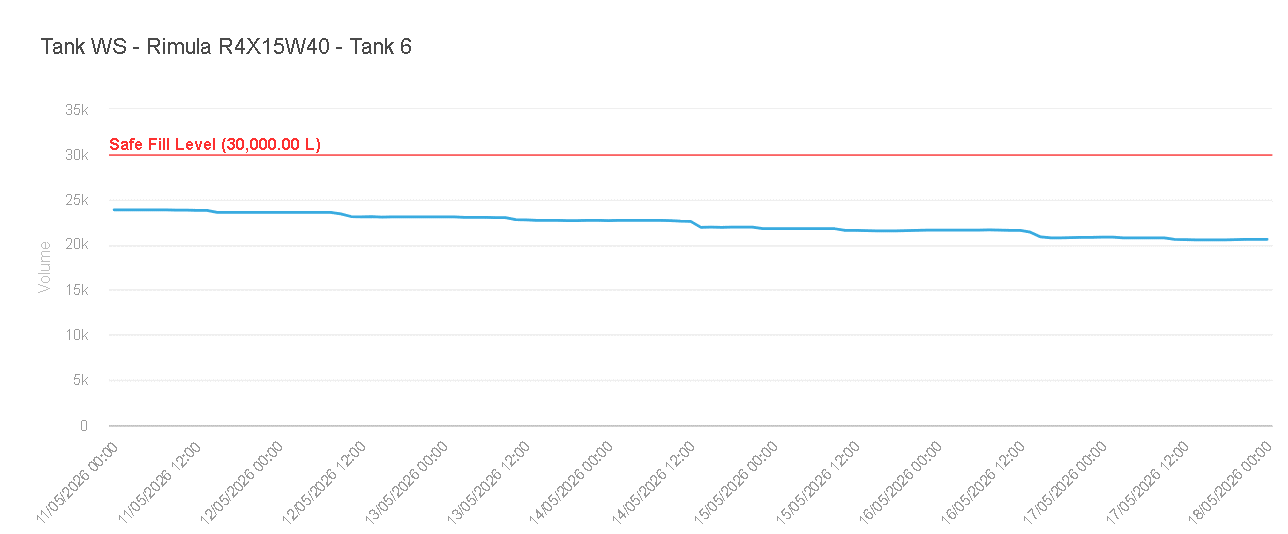 Tank WS - Rimula R4X15W40 - Tank 6
35k
Safe Fill Level (30,000.00 L)
30k
25k
20k
Volume
15k
10k
5k
0
11/05/2026 00:00
11/05/2026 12:00
12/05/2026 00:00
12/05/2026 12:00
13/05/2026 00:00
13/05/2026 12:00
14/05/2026 00:00
14/05/2026 12:00
15/05/2026 00:00
15/05/2026 12:00
16/05/2026 00:00
16/05/2026 12:00
17/05/2026 00:00
17/05/2026 12:00
18/05/2026 00:00